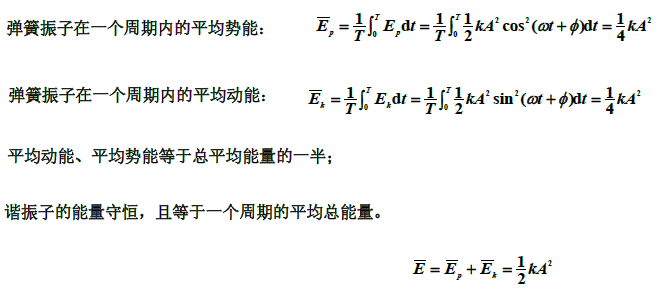 弹簧振子在一个周期内的平均势能： $\overline{E}_p = \frac{1}{T}\int_0^T E_p \mathrm{d}t = \frac{1}{T}\int_0^T \frac{1}{2}kA^2\cos^2(\omega t+\phi)\mathrm{d}t = \frac{1}{4}kA^2$
弹簧振子在一个周期内的平均动能： $\overline{E}_k = \frac{1}{T}\int_0^T E_k \mathrm{d}t = \frac{1}{T}\int_0^T \frac{1}{2}kA^2\sin^2(\omega t+\phi)\mathrm{d}t = \frac{1}{4}kA^2$
平均动能、平均势能等于总平均能量的一半；
谐振子的能量守恒，且等于一个周期的平均总能量。
$\overline{E} = \overline{E}_p + \overline{E}_k = \frac{1}{2}kA^2$